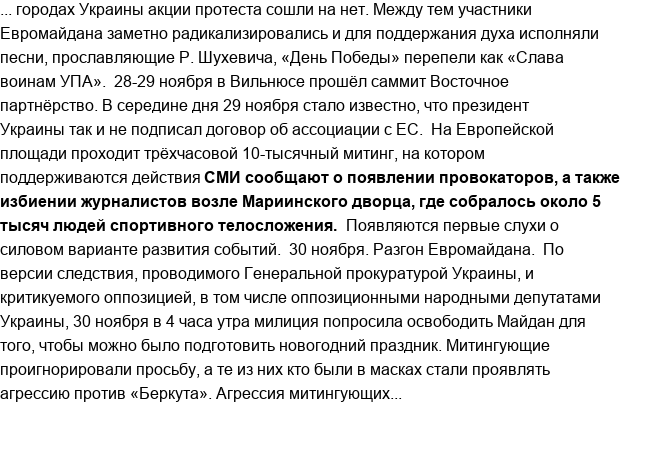 ... городах Украины акции протеста сошли на нет. Между тем участники
Евромайдана заметно радикализировались и для поддержания духа исполняли
песни, прославляющие Р. Шухевича, «День Победы» перепели как «Слава
воинам УПА».  28-29 ноября в Вильнюсе прошёл саммит Восточное
партнёрство. В середине дня 29 ноября стало известно, что президент
Украины так и не подписал договор об ассоциации с ЕС.  На Европейской
площади проходит трёхчасовой 10-тысячный митинг, на котором
поддерживаются действия СМИ сообщают о появлении провокаторов, а также
избиении журналистов возле Мариинского дворца, где собралось около 5
тысяч людей спортивного телосложения.  Появляются первые слухи о
силовом варианте развития событий.  30 ноября. Разгон Евромайдана.  По
версии следствия, проводимого Генеральной прокуратурой Украины, и
критикуемого оппозицией, в том числе оппозиционными народными депутатами
Украины, 30 ноября в 4 часа утра милиция попросила освободить Майдан для
того, чтобы можно было подготовить новогодний праздник. Митингующие
проигнорировали просьбу, а те из них кто были в масках стали проявлять
агрессию против «Беркута». Агрессия митингующих...